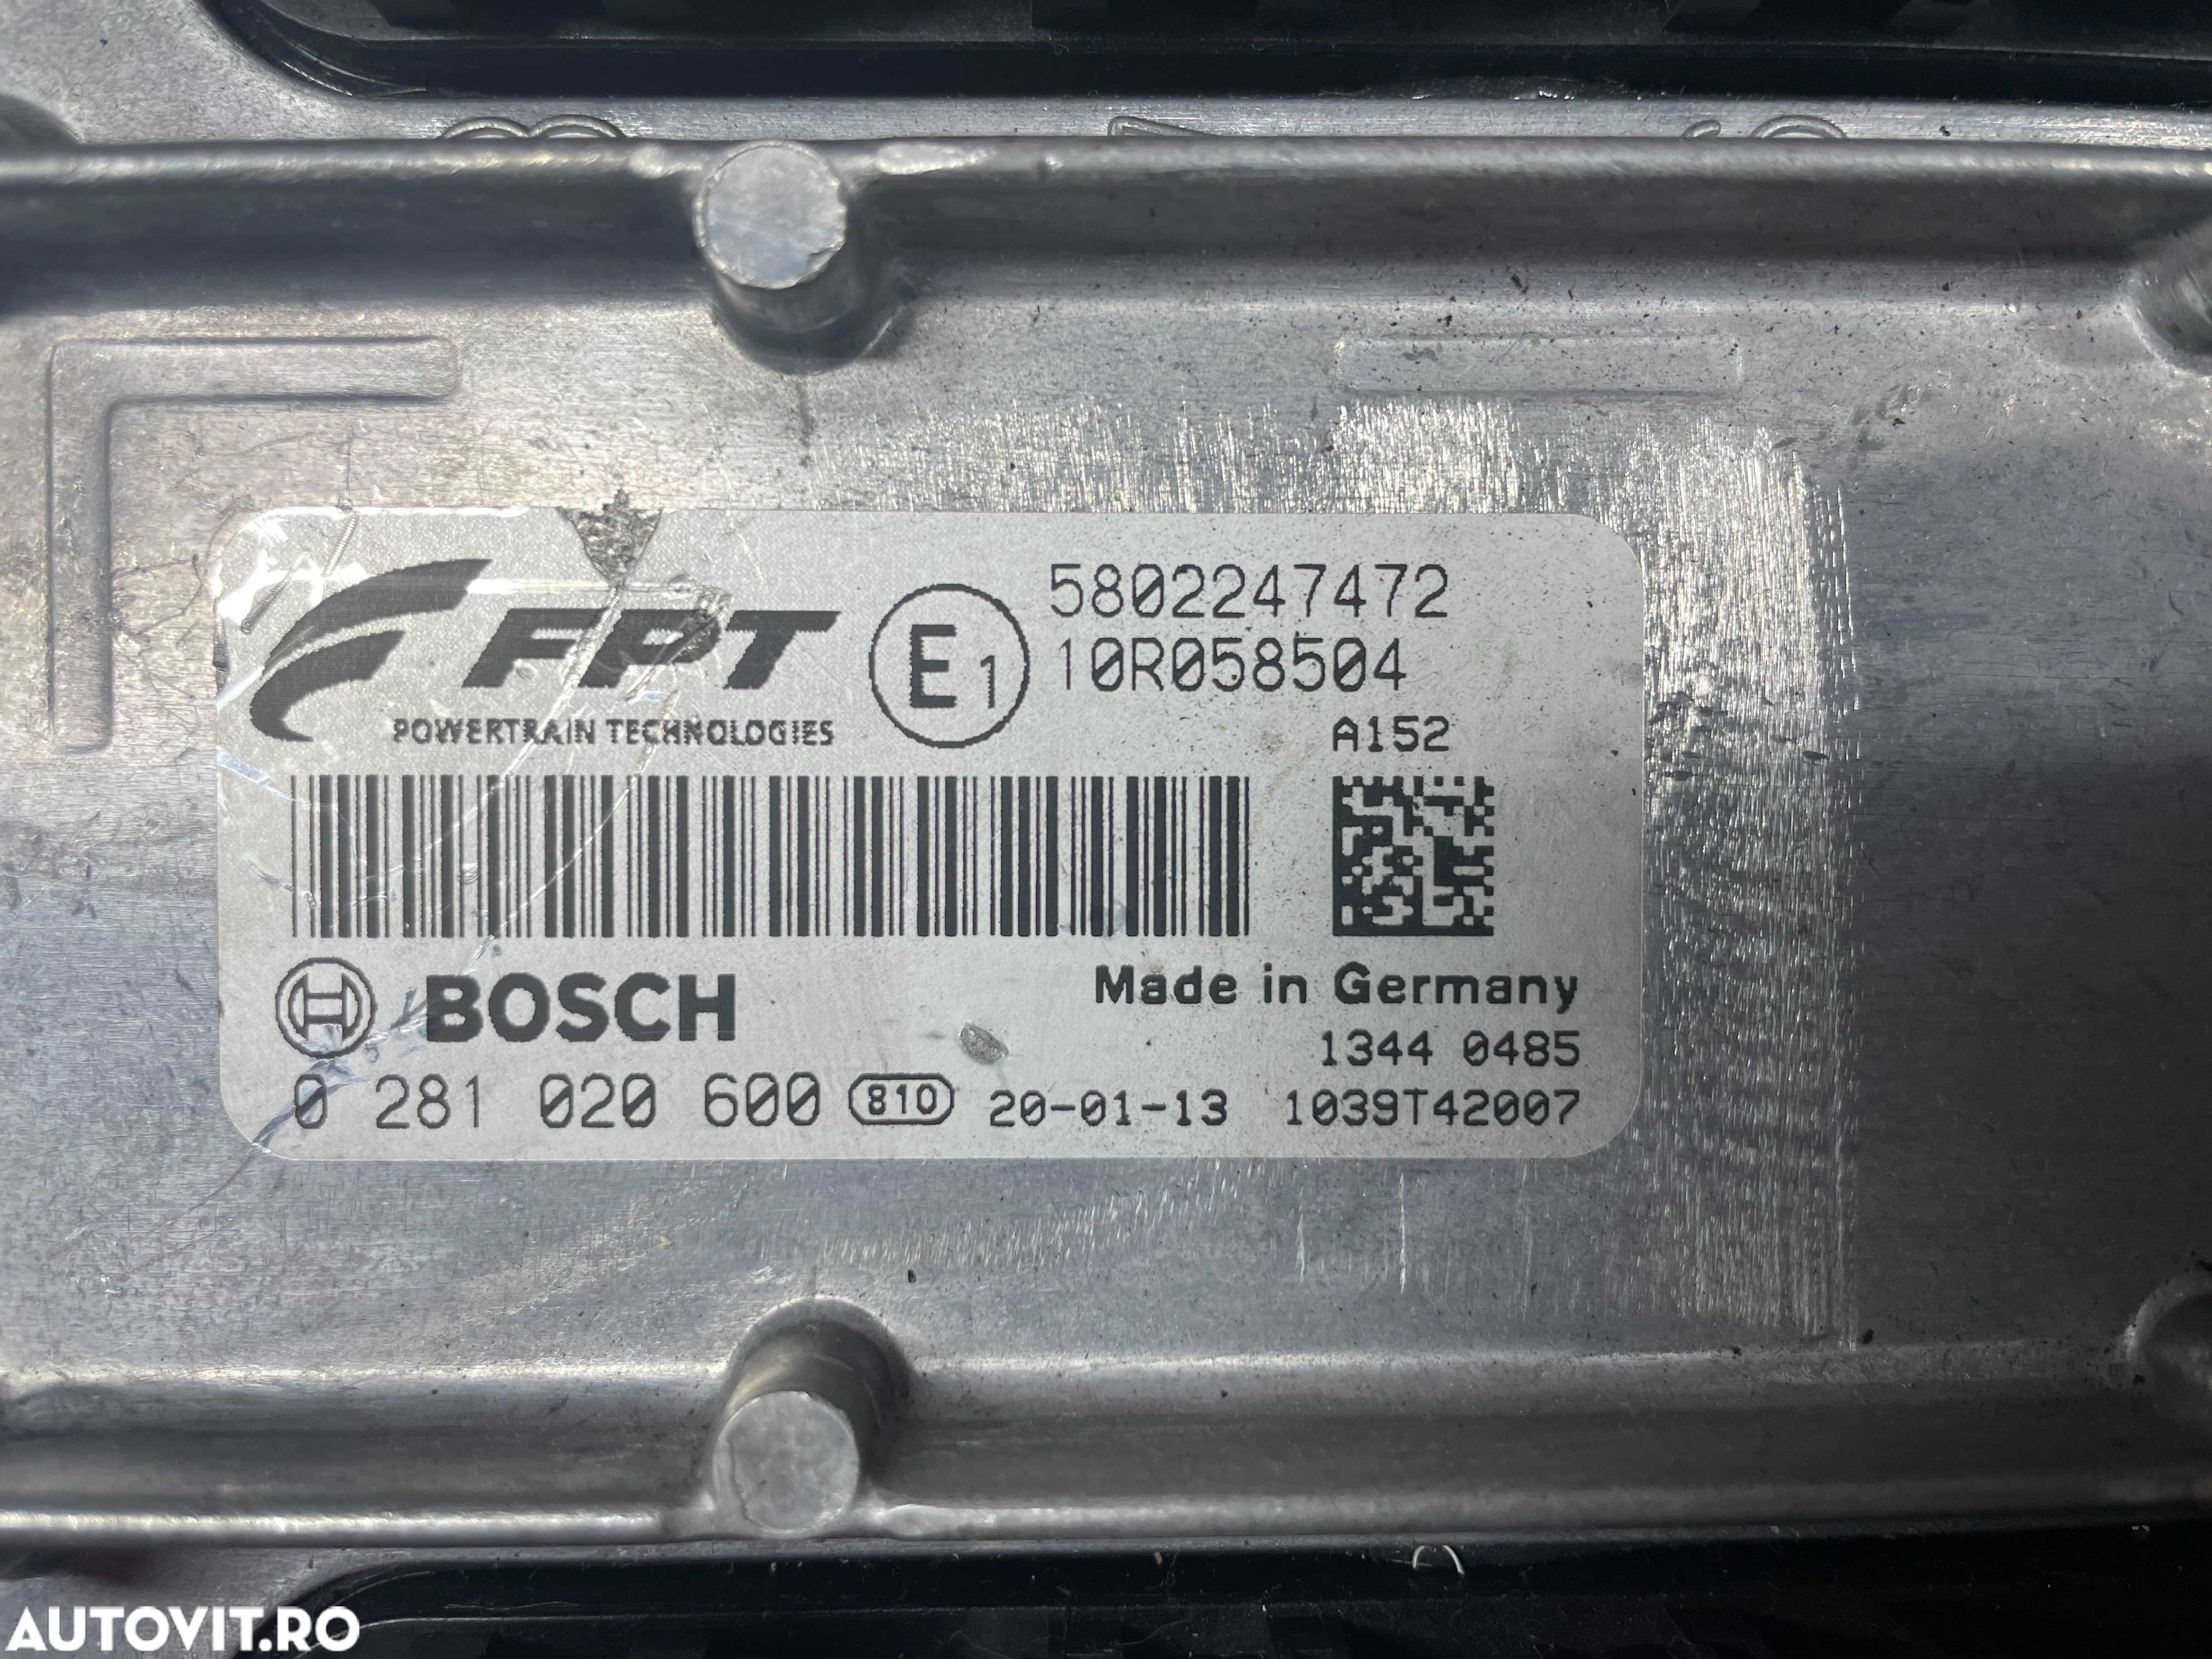 FPT
POWERTRAIN TECHNOLOGIES
E1
5802247472
10R058504
A152
BOSCH
Made in Germany
1344 0485
0 281 020 600 810 20-01-13 1039T42007
AUTOVIT.RO